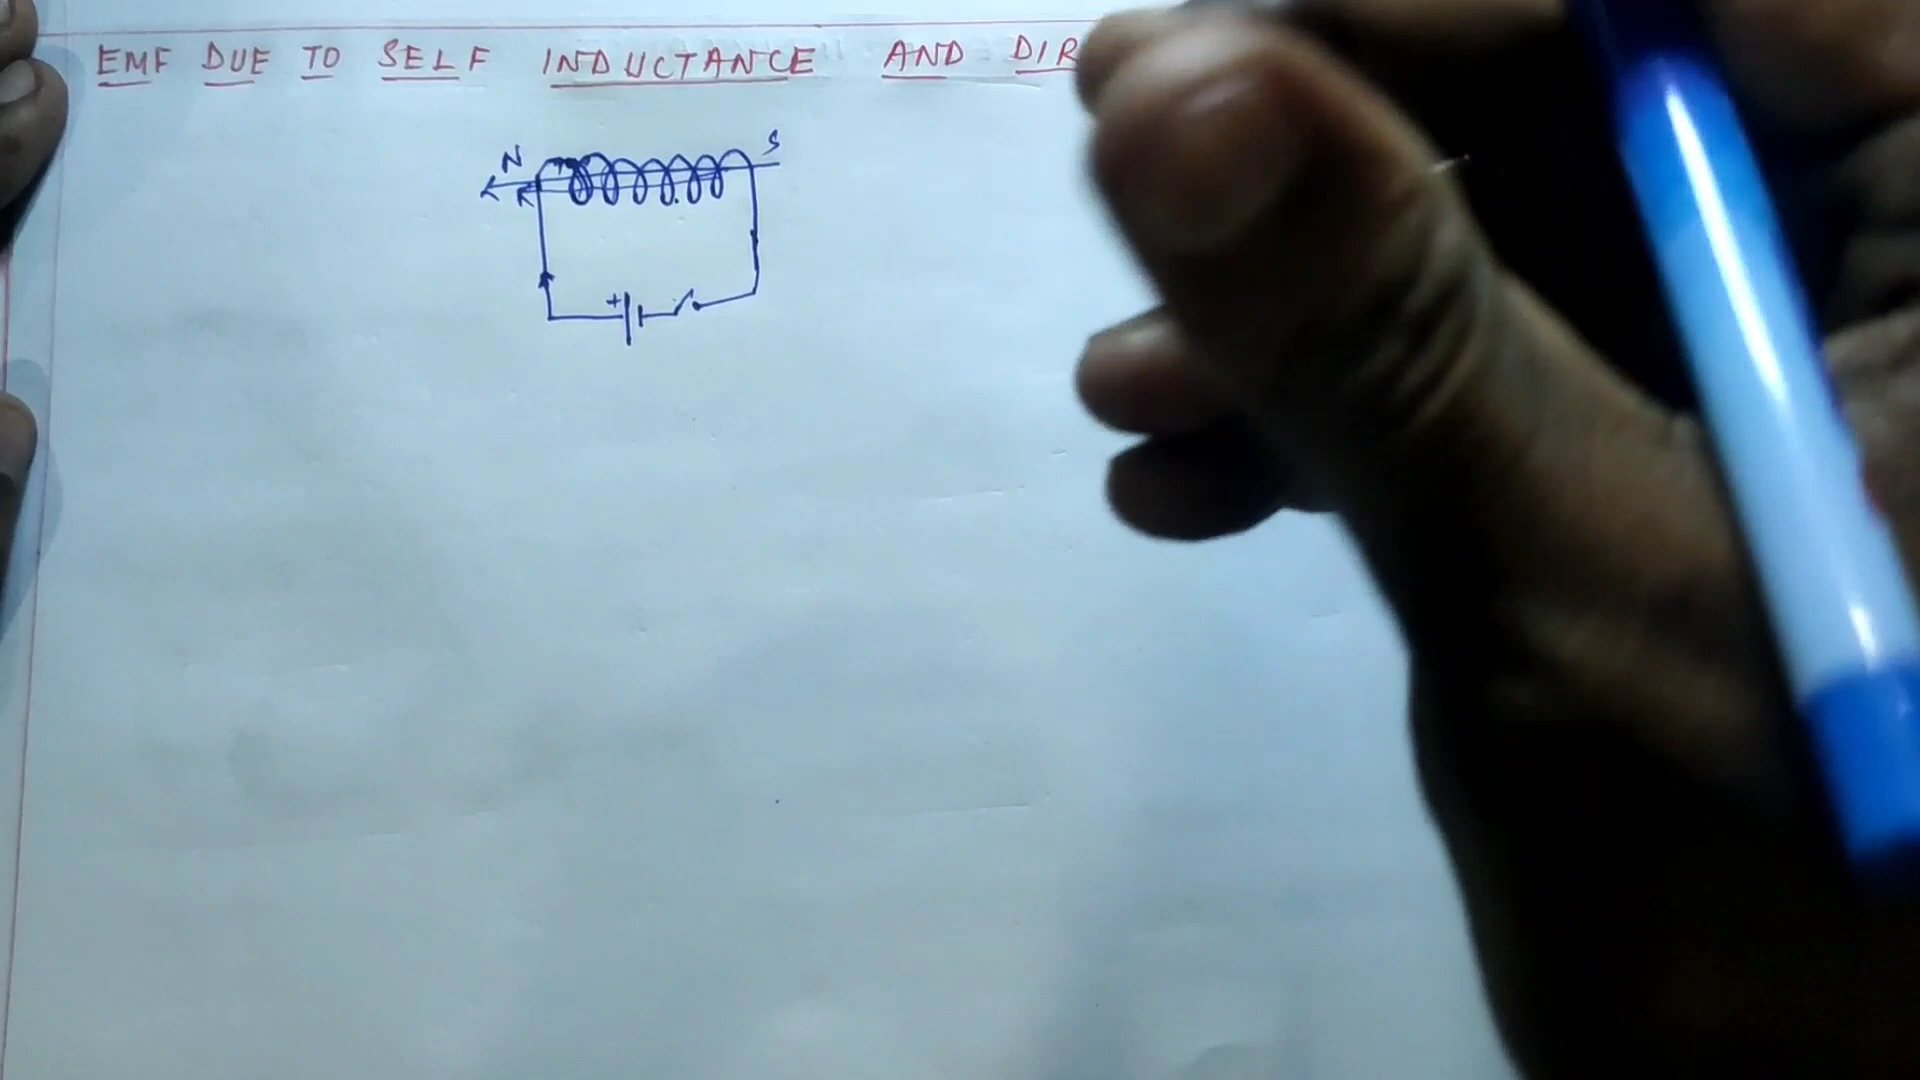 EMF DUE TO SELF INDUCTANCE AND DIR
N S
+